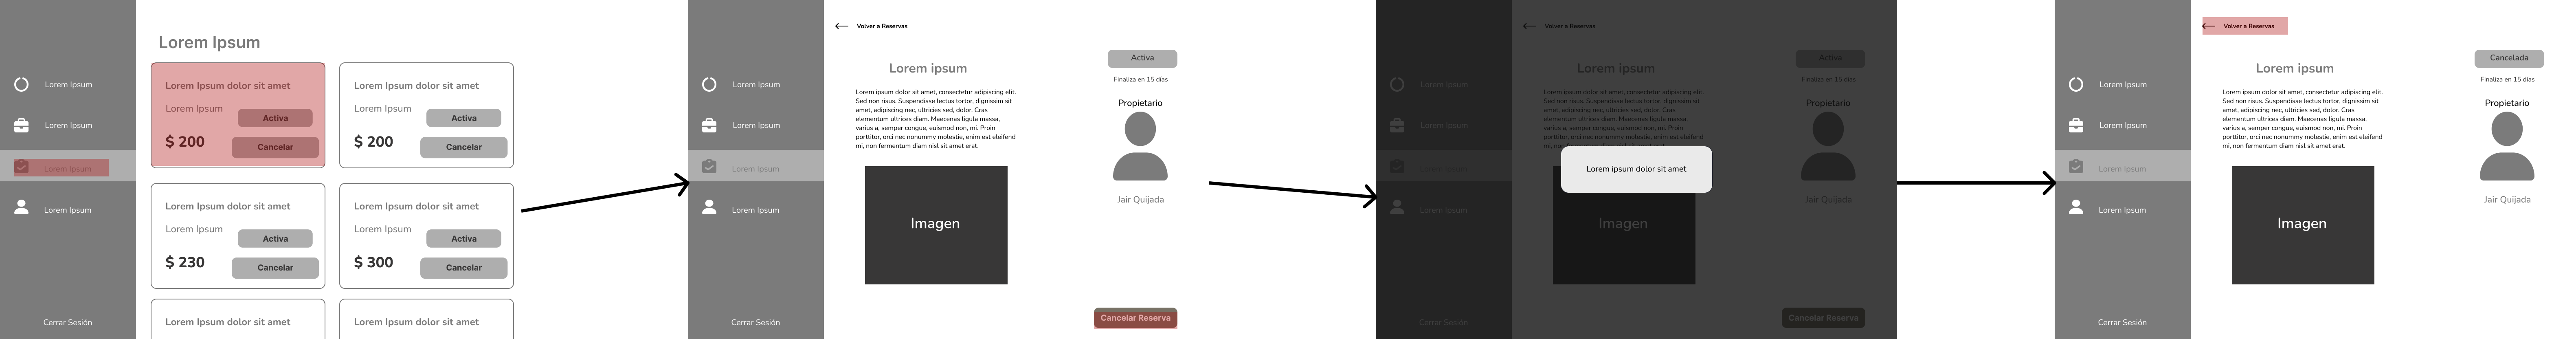 Lorem Ipsum
Lorem Ipsum
Lorem Ipsum
Lorem Ipsum
Cerrar Sesión
Lorem Ipsum
Lorem Ipsum dolor sit amet
Lorem Ipsum
Activa
$ 200
Cancelar
Lorem Ipsum dolor sit amet
Lorem Ipsum
Activa
$ 200
Cancelar
Lorem Ipsum dolor sit amet
Lorem Ipsum
Activa
$ 230
Cancelar
Lorem Ipsum dolor sit amet
Lorem Ipsum
Activa
$ 300
Cancelar
Lorem Ipsum dolor sit amet
Lorem Ipsum dolor sit amet
Lorem Ipsum
Lorem Ipsum
Lorem Ipsum
Lorem Ipsum
Cerrar Sesión
Volver a Reservas
Lorem ipsum
Lorem ipsum dolor sit amet, consectetur adipiscing elit.
Sed non risus. Suspendisse lectus tortor, dignissim sit
amet, adipiscing nec, ultricies sed, dolor. Cras
elementum ultrices diam. Maecenas ligula massa,
varius a, semper congue, euismod non, mi. Proin
porttitor, orci nec nonummy molestie, enim est eleifend
mi, non fermentum diam nisl sit amet erat.
Imagen
Activa
Finaliza en 15 días
Propietario
Jair Quijada
Cancelar Reserva
Lorem Ipsum
Lorem Ipsum
Lorem Ipsum
Lorem Ipsum
Cerrar Sesión
Volver a Reservas
Lorem ipsum
Lorem ipsum dolor sit amet, consectetur adipiscing elit.
Sed non risus. Suspendisse lectus tortor, dignissim sit
amet, adipiscing nec, ultricies sed, dolor. Cras
elementum ultrices diam. Maecenas ligula massa,
varius a, semper congue, euismod non, mi. Proin
porttitor, orci nec nonummy molestie, enim est eleifend
mi, non fermentum diam nisl sit amet erat.
Lorem ipsum dolor sit amet
Imagen
Activa
Finaliza en 15 días
Propietario
Jair Quijada
Cancelar Reserva
Lorem Ipsum
Lorem Ipsum
Lorem Ipsum
Lorem Ipsum
Cerrar Sesión
Volver a Reservas
Lorem ipsum
Lorem ipsum dolor sit amet, consectetur adipiscing elit.
Sed non risus. Suspendisse lectus tortor, dignissim sit
amet, adipiscing nec, ultricies sed, dolor. Cras
elementum ultrices diam. Maecenas ligula massa,
varius a, semper congue, euismod non, mi. Proin
porttitor, orci nec nonummy molestie, enim est eleifend
mi, non fermentum diam nisl sit amet erat.
Imagen
Cancelada
Finaliza en 15 días
Propietario
Jair Quijada